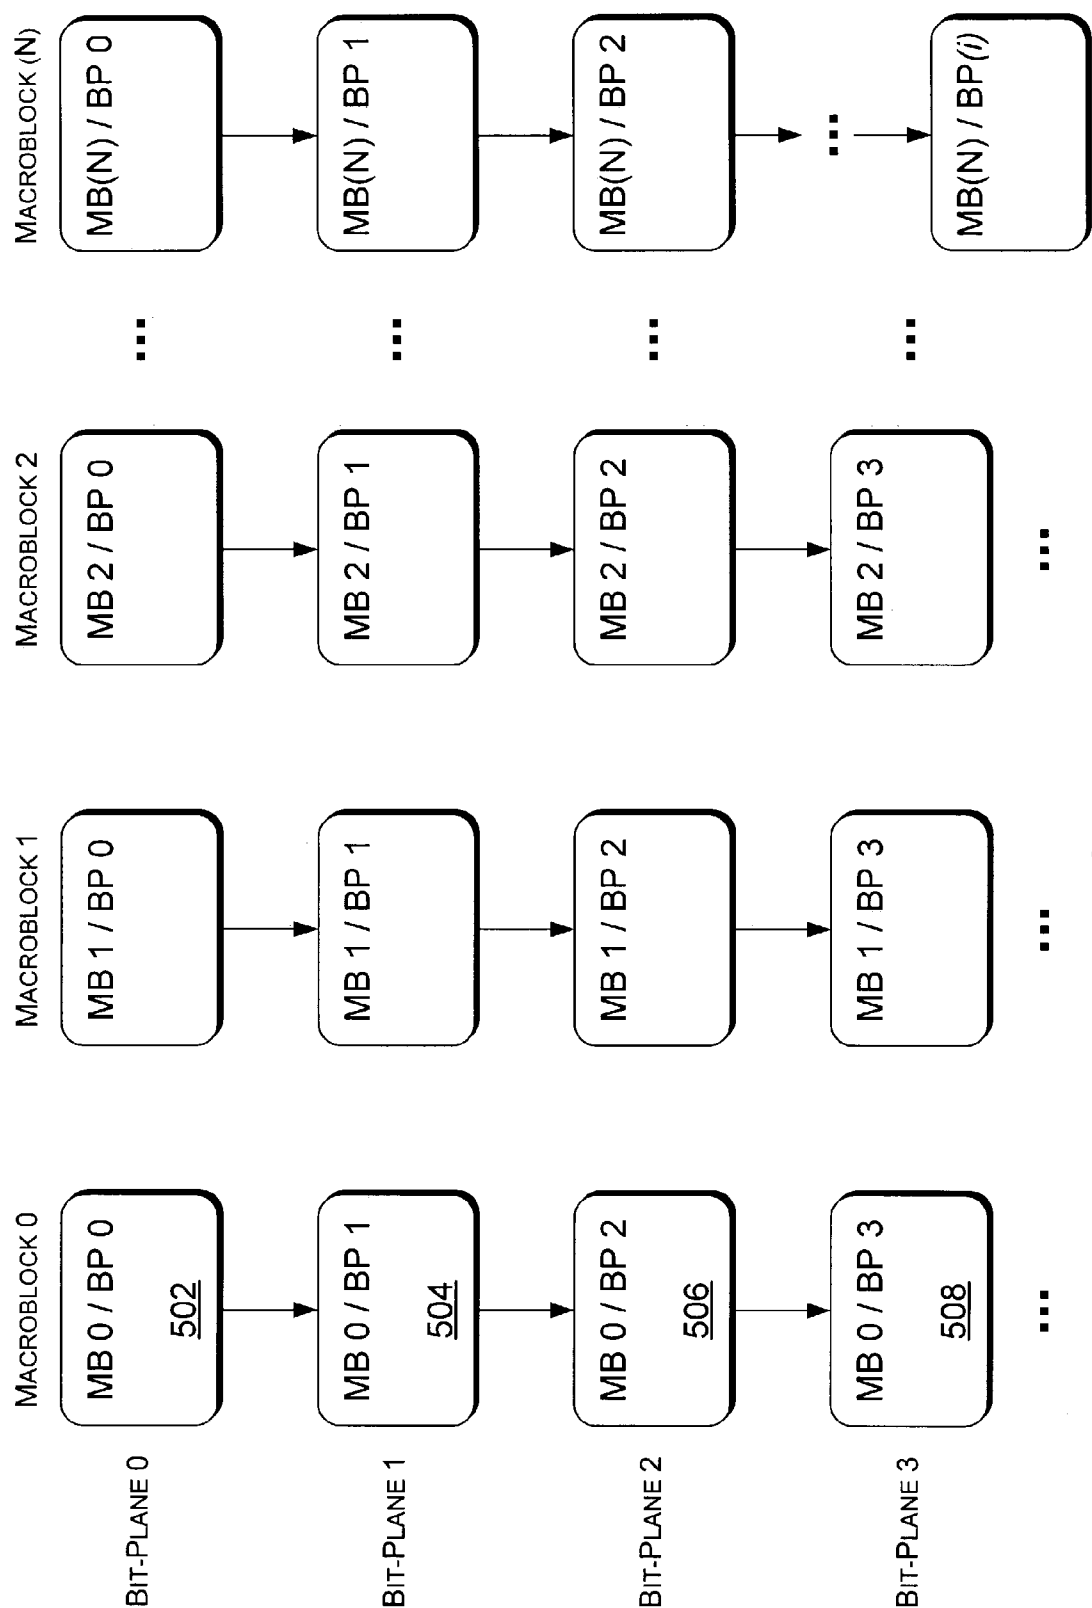 MACROBLOCK 0
MACROBLOCK 1
MACROBLOCK 2
MACROBLOCK (N)
BIT-PLANE 0
MB 0 / BP 0
502
MB 1 / BP 0
MB 2 / BP 0
...
MB(N) / BP 0
BIT-PLANE 1
MB 0 / BP 1
504
MB 1 / BP 1
MB 2 / BP 1
...
MB(N) / BP 1
BIT-PLANE 2
MB 0 / BP 2
506
MB 1 / BP 2
MB 2 / BP 2
...
MB(N) / BP 2
...
BIT-PLANE 3
MB 0 / BP 3
508
MB 1 / BP 3
MB 2 / BP 3
...
MB(N) / BP(i)
...
...
...